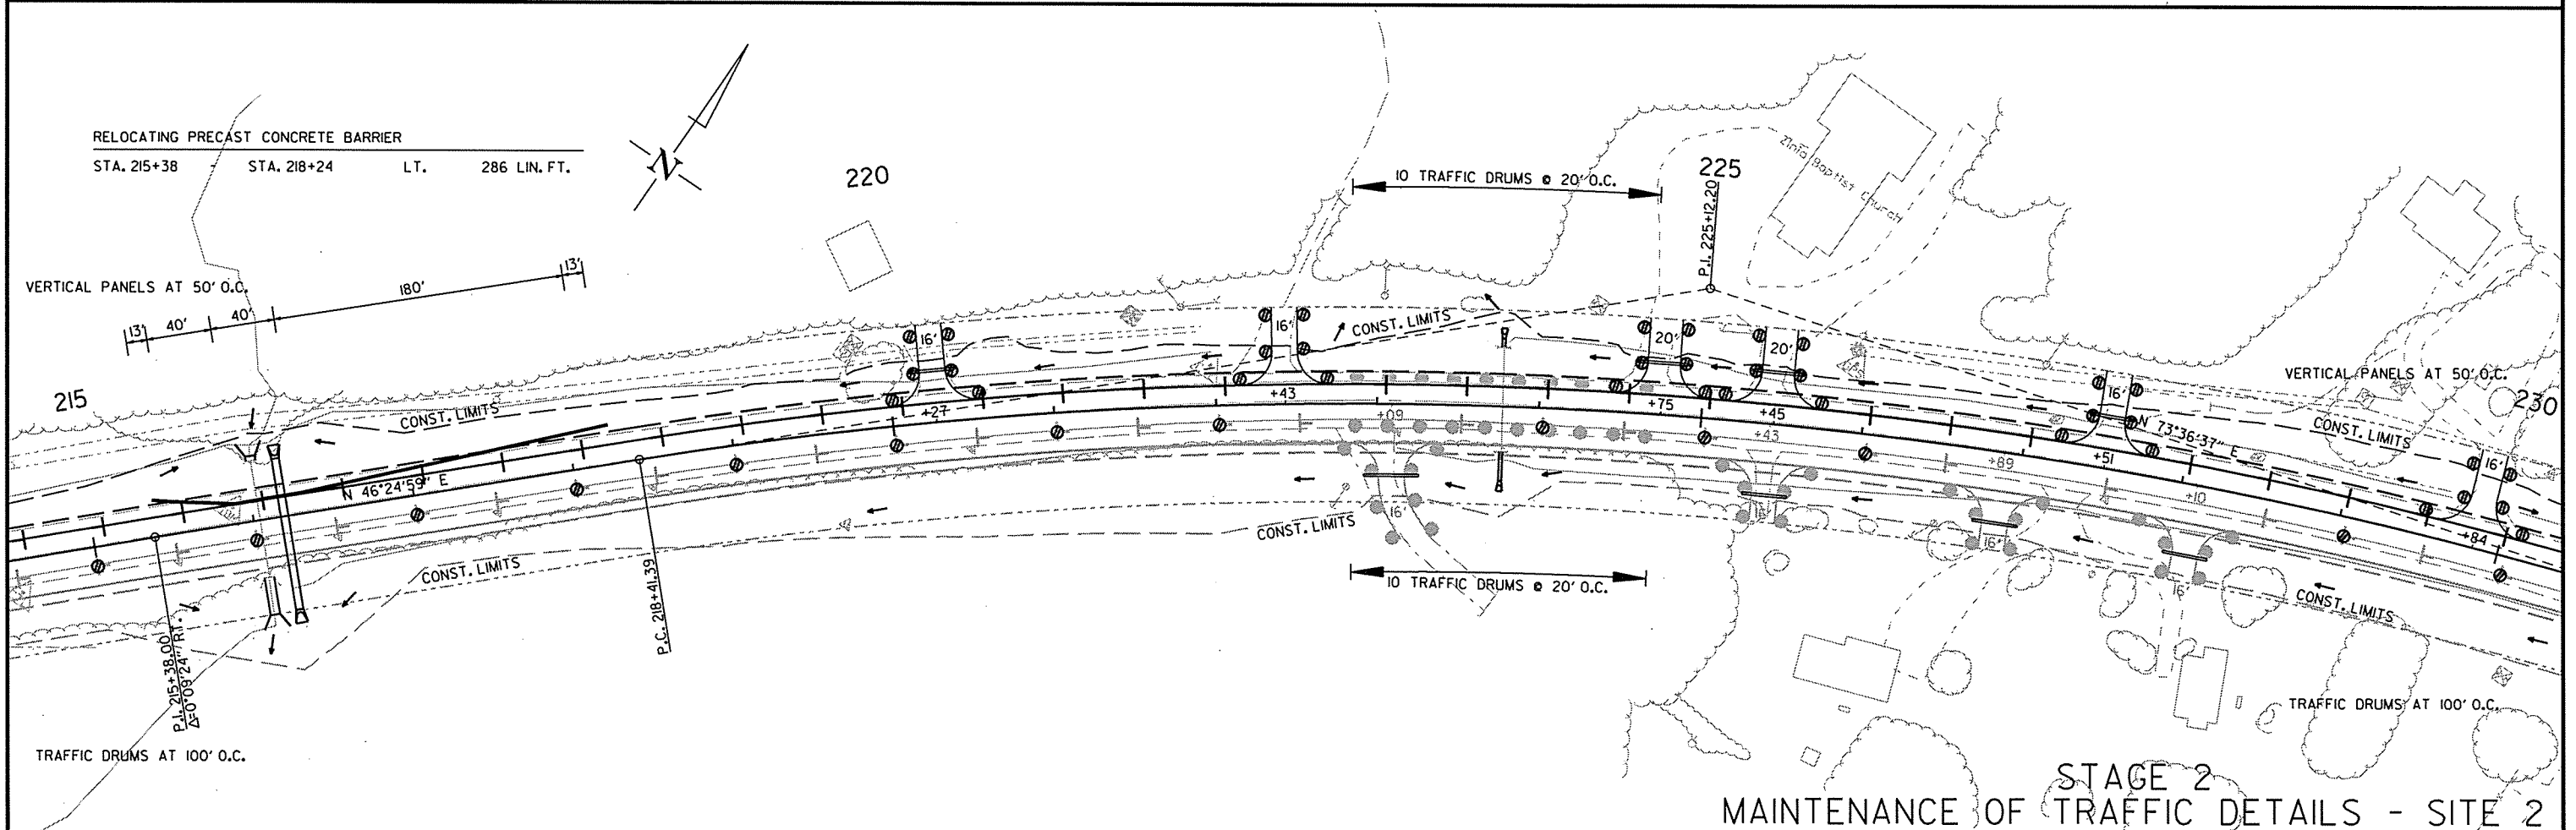 RELOCATING PRECAST CONCRETE BARRIER
STA. 215+38 - STA. 218+24 LT. 286 LIN. FT.
N
220
10 TRAFFIC DRUMS @ 20' O.C.
225
P.I. 225+12.20
Zinia Baptist Church
VERTICAL PANELS AT 50' O.C.
13'
40'
40'
180'
13'
215
CONST. LIMITS
16'
+27
16'
+43
CONST. LIMITS
+09
20'
+75
20'
+45
+43
16'
+51
N 73°36'37" E
VERTICAL PANELS AT 50' O.C.
230
CONST. LIMITS
16'
+84
N 46°24'59" E
CONST. LIMITS
CONST. LIMITS
16'
16'
+89
16'
+10
16'
CONST. LIMITS
P.I. 215+38.00
Δ=0°09'24" RT.
P.C. 218+41.39
10 TRAFFIC DRUMS @ 20' O.C.
TRAFFIC DRUMS AT 100' O.C.
TRAFFIC DRUMS AT 100' O.C.
STAGE 2
MAINTENANCE OF TRAFFIC DETAILS - SITE 2